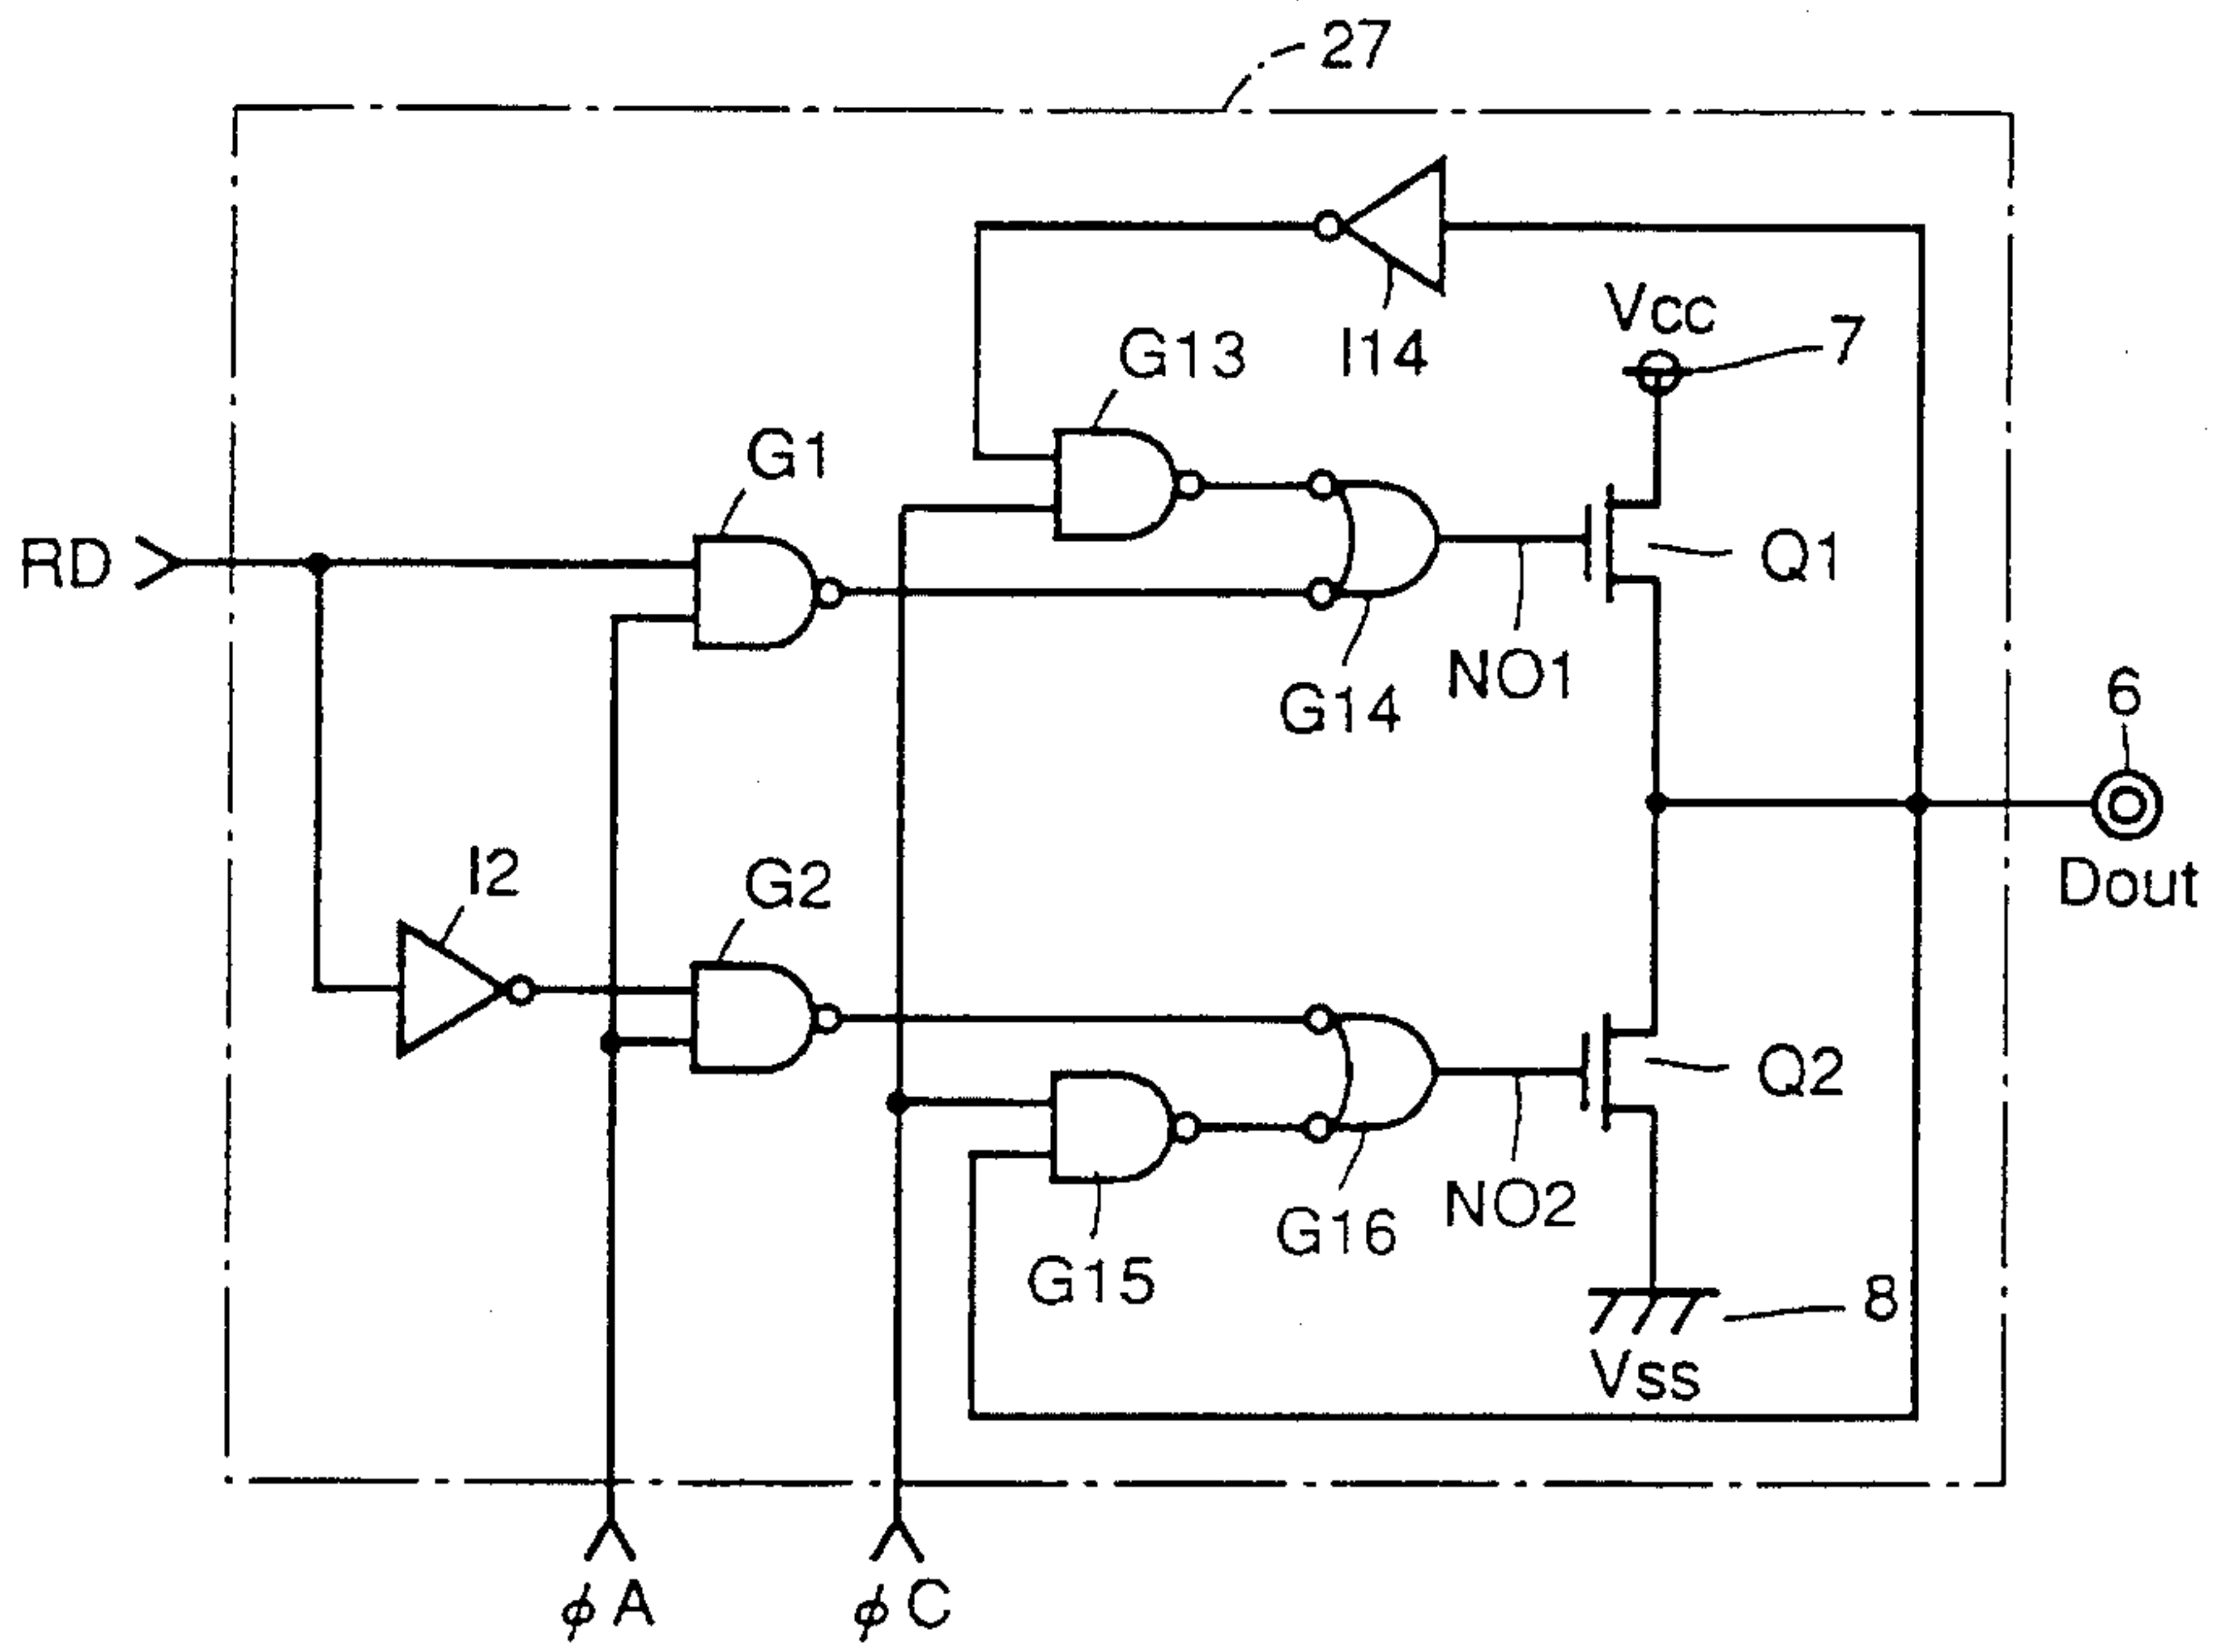 27
Vcc
7
I14
G13
G1
RD
Q1
NO1
G14
6
Dout
I2
G2
Q2
NO2
G16
G15
8
Vss
φA
φC